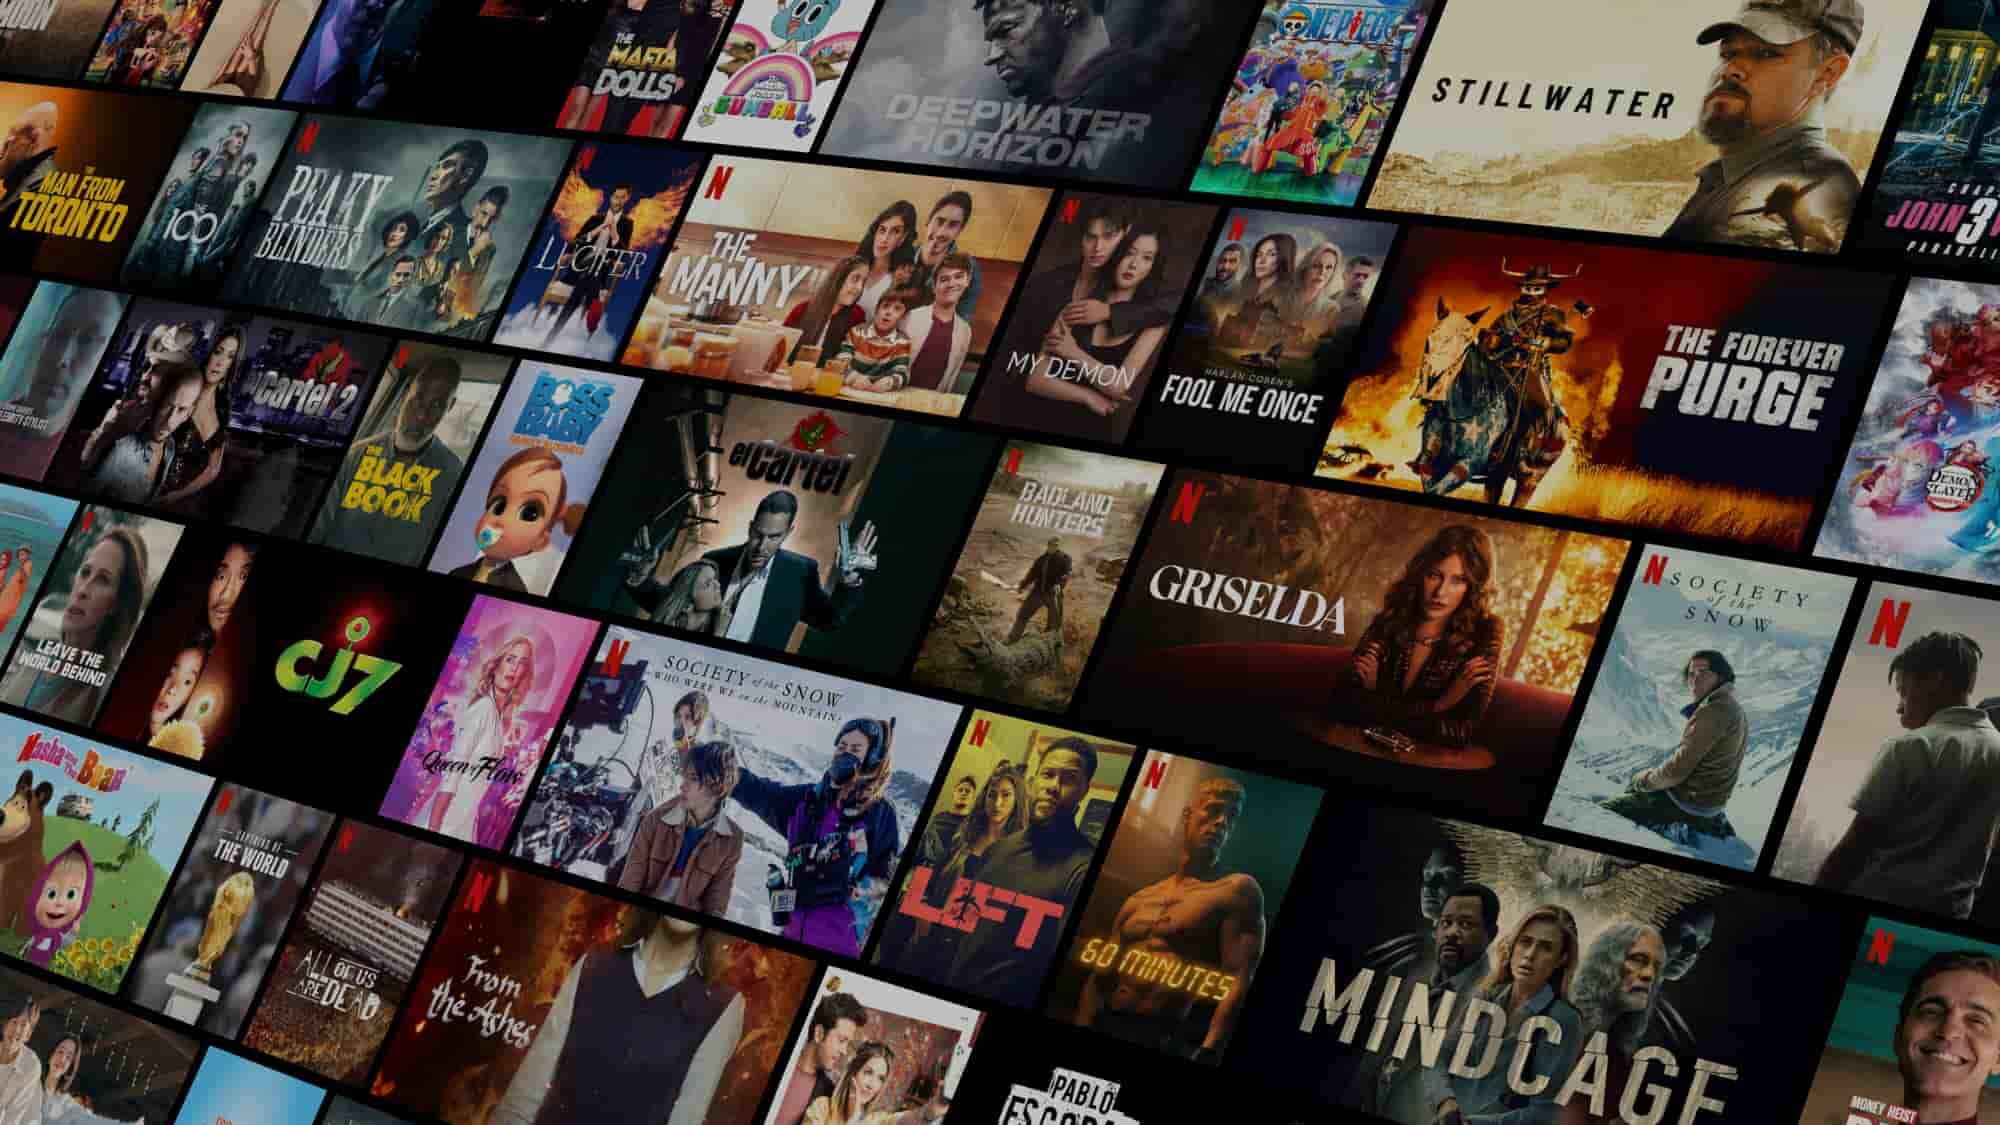 THE
MAFIA
DOLLS
GUMBALL
DEEPWATER
HORIZON
ONE PIECE
STILLWATER
JOHN
3
THE
MAN FROM
TORONTO
THE
100
N
PEAKY
BLINDERS
N
LUCIFER
N
THE
MANNY
N
MY DEMON
N
HARLAN COBEN'S
FOOL ME ONCE
THE FOREVER
PURGE
DEMON
SLAYER
el Cartel 2
N
THE
BLACK
BOOK
BOSS
BABY
FAMILY BUSINESS
el Cartel
N
BADLAND
HUNTERS
N
GRISELDA
N
SOCIETY
of the
SNOW
N
N
LEAVE THE
WORLD BEHIND
CJ7
Queen of Flow
N
SOCIETY of the SNOW
WHO WERE WE on the MOUNTAIN?
N
LIFT
N
60 MINUTES
MINDCAGE
N
MONEY HEIST
Masha and The Bear
N
CAPTAINS OF
THE WORLD
N
ALL OF US
ARE DEAD
N
From
the Ashes
PABLO